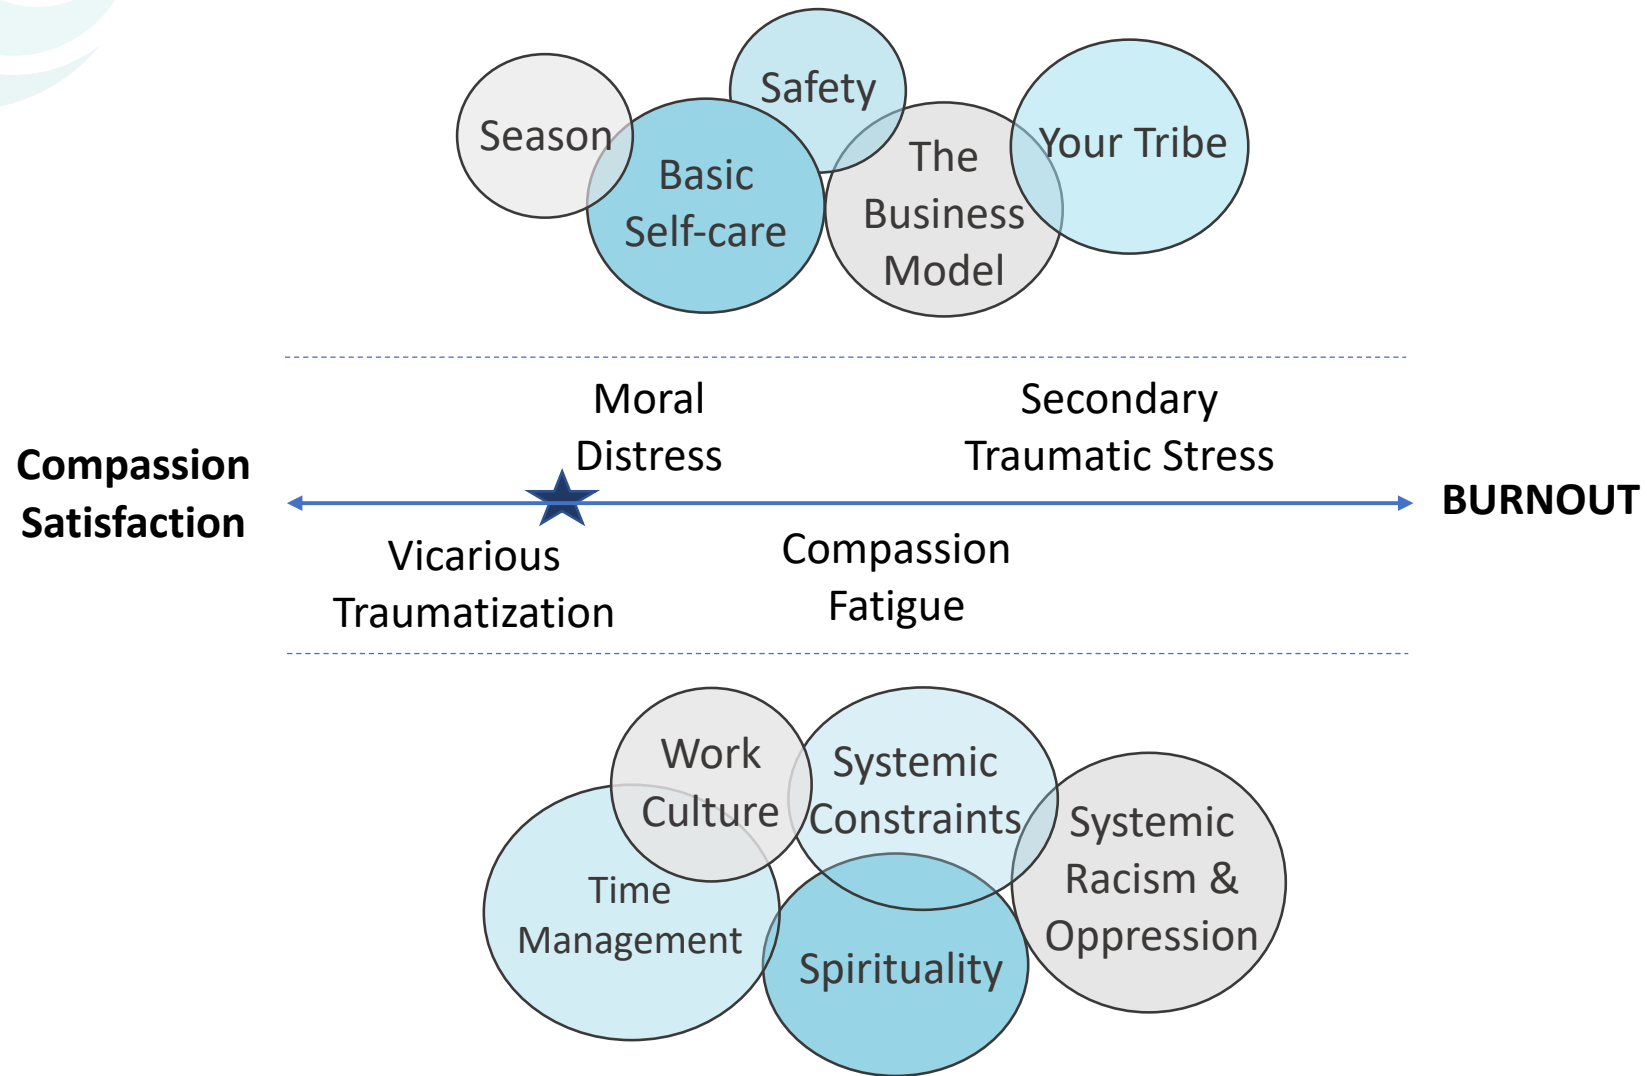 Season
Basic
Self-care
Safety
The
Business
Model
Your Tribe
Moral
Distress
Secondary
Traumatic Stress
Compassion
Satisfaction
BURNOUT
Vicarious
Traumatization
Compassion
Fatigue
Work
Culture
Time
Management
Systemic
Constraints
Spirituality
Systemic
Racism &
Oppression